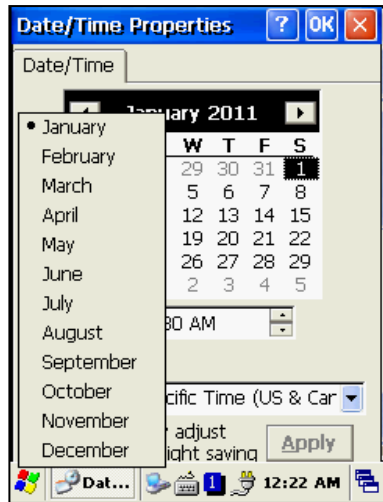 Date/Time Properties ? OK
Date/Time
January 2011
W T F S
29 30 31 1
5 6 7 8
12 13 14 15
19 20 21 22
26 27 28 29
2 3 4 5
January
February
March
April
May
June
July
August
September
October
November
December
30 AM
cific Time (US & Car
adjust
ight saving
Apply
Dat... 1 12:22 AM